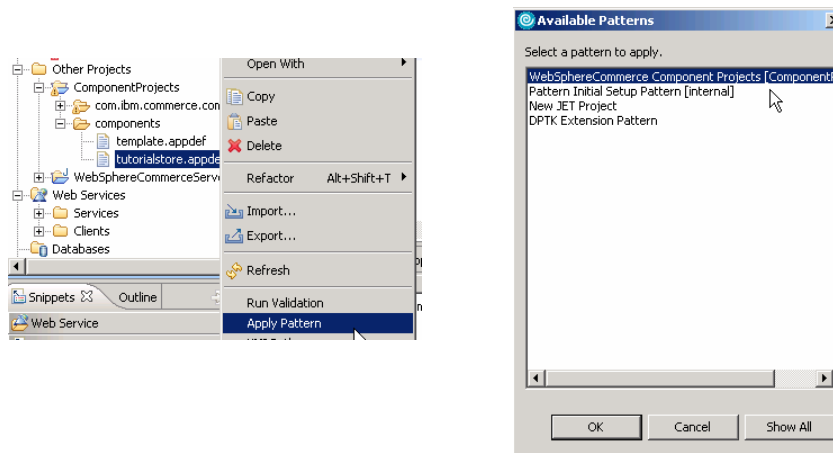 Other Projects
ComponentProjects
com.ibm.commerce.con
components
template.appdef
tutorialstore.appde
WebSphereCommerceServ
Web Services
Services
Clients
Databases
Snippets
Outline
Web Service
Open With
Copy
Paste
Delete
Refactor Alt+Shift+T
Import...
Export...
Refresh
Run Validation
Apply Pattern
Available Patterns
Select a pattern to apply.
WebSphereCommerce Component Projects [Component
Pattern Initial Setup Pattern [internal]
New JET Project
DPTK Extension Pattern
OK
Cancel
Show All